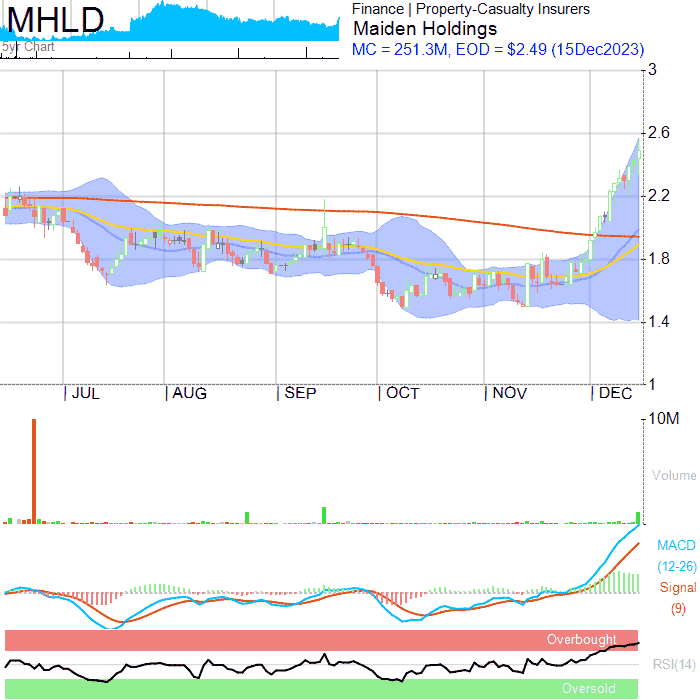 MHLD
5yr Chart
Finance | Property-Casualty Insurers
Maiden Holdings
MC = 251.3M, EOD = $2.49 (15Dec2023)
3
2.6
2.2
1.8
1.4
1
JUL AUG SEP OCT NOV DEC
10M
Volume
MACD
(12-26)
Signal
(9)
Overbought
RSI(14)
Oversold